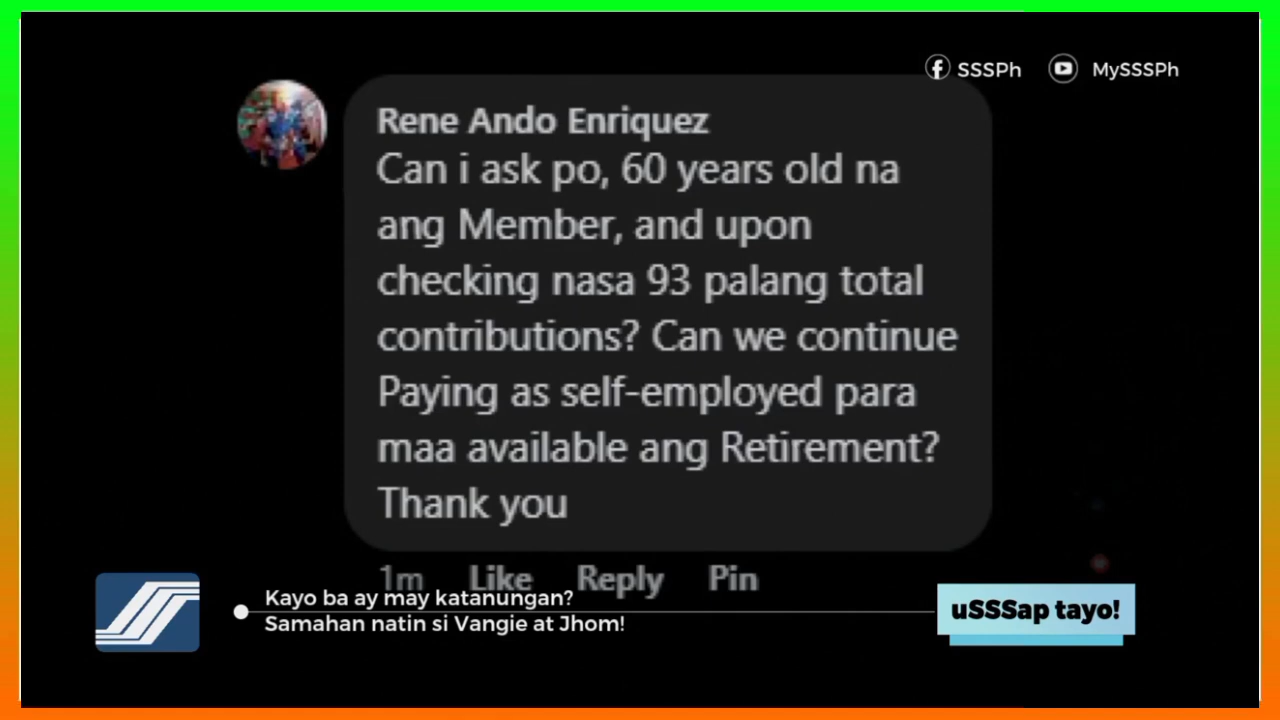 SSSPh MySSSPh
Rene Ando Enriquez
Can i ask po, 60 years old na
ang Member, and upon
checking nasa 93 palang total
contributions? Can we continue
Paying as self-employed para
maa available ang Retirement?
Thank you
1m Like Reply Pin
Kayo ba ay may katanungan?
Samahan natin si Vangie at Jhom!
uSSSap tayo!